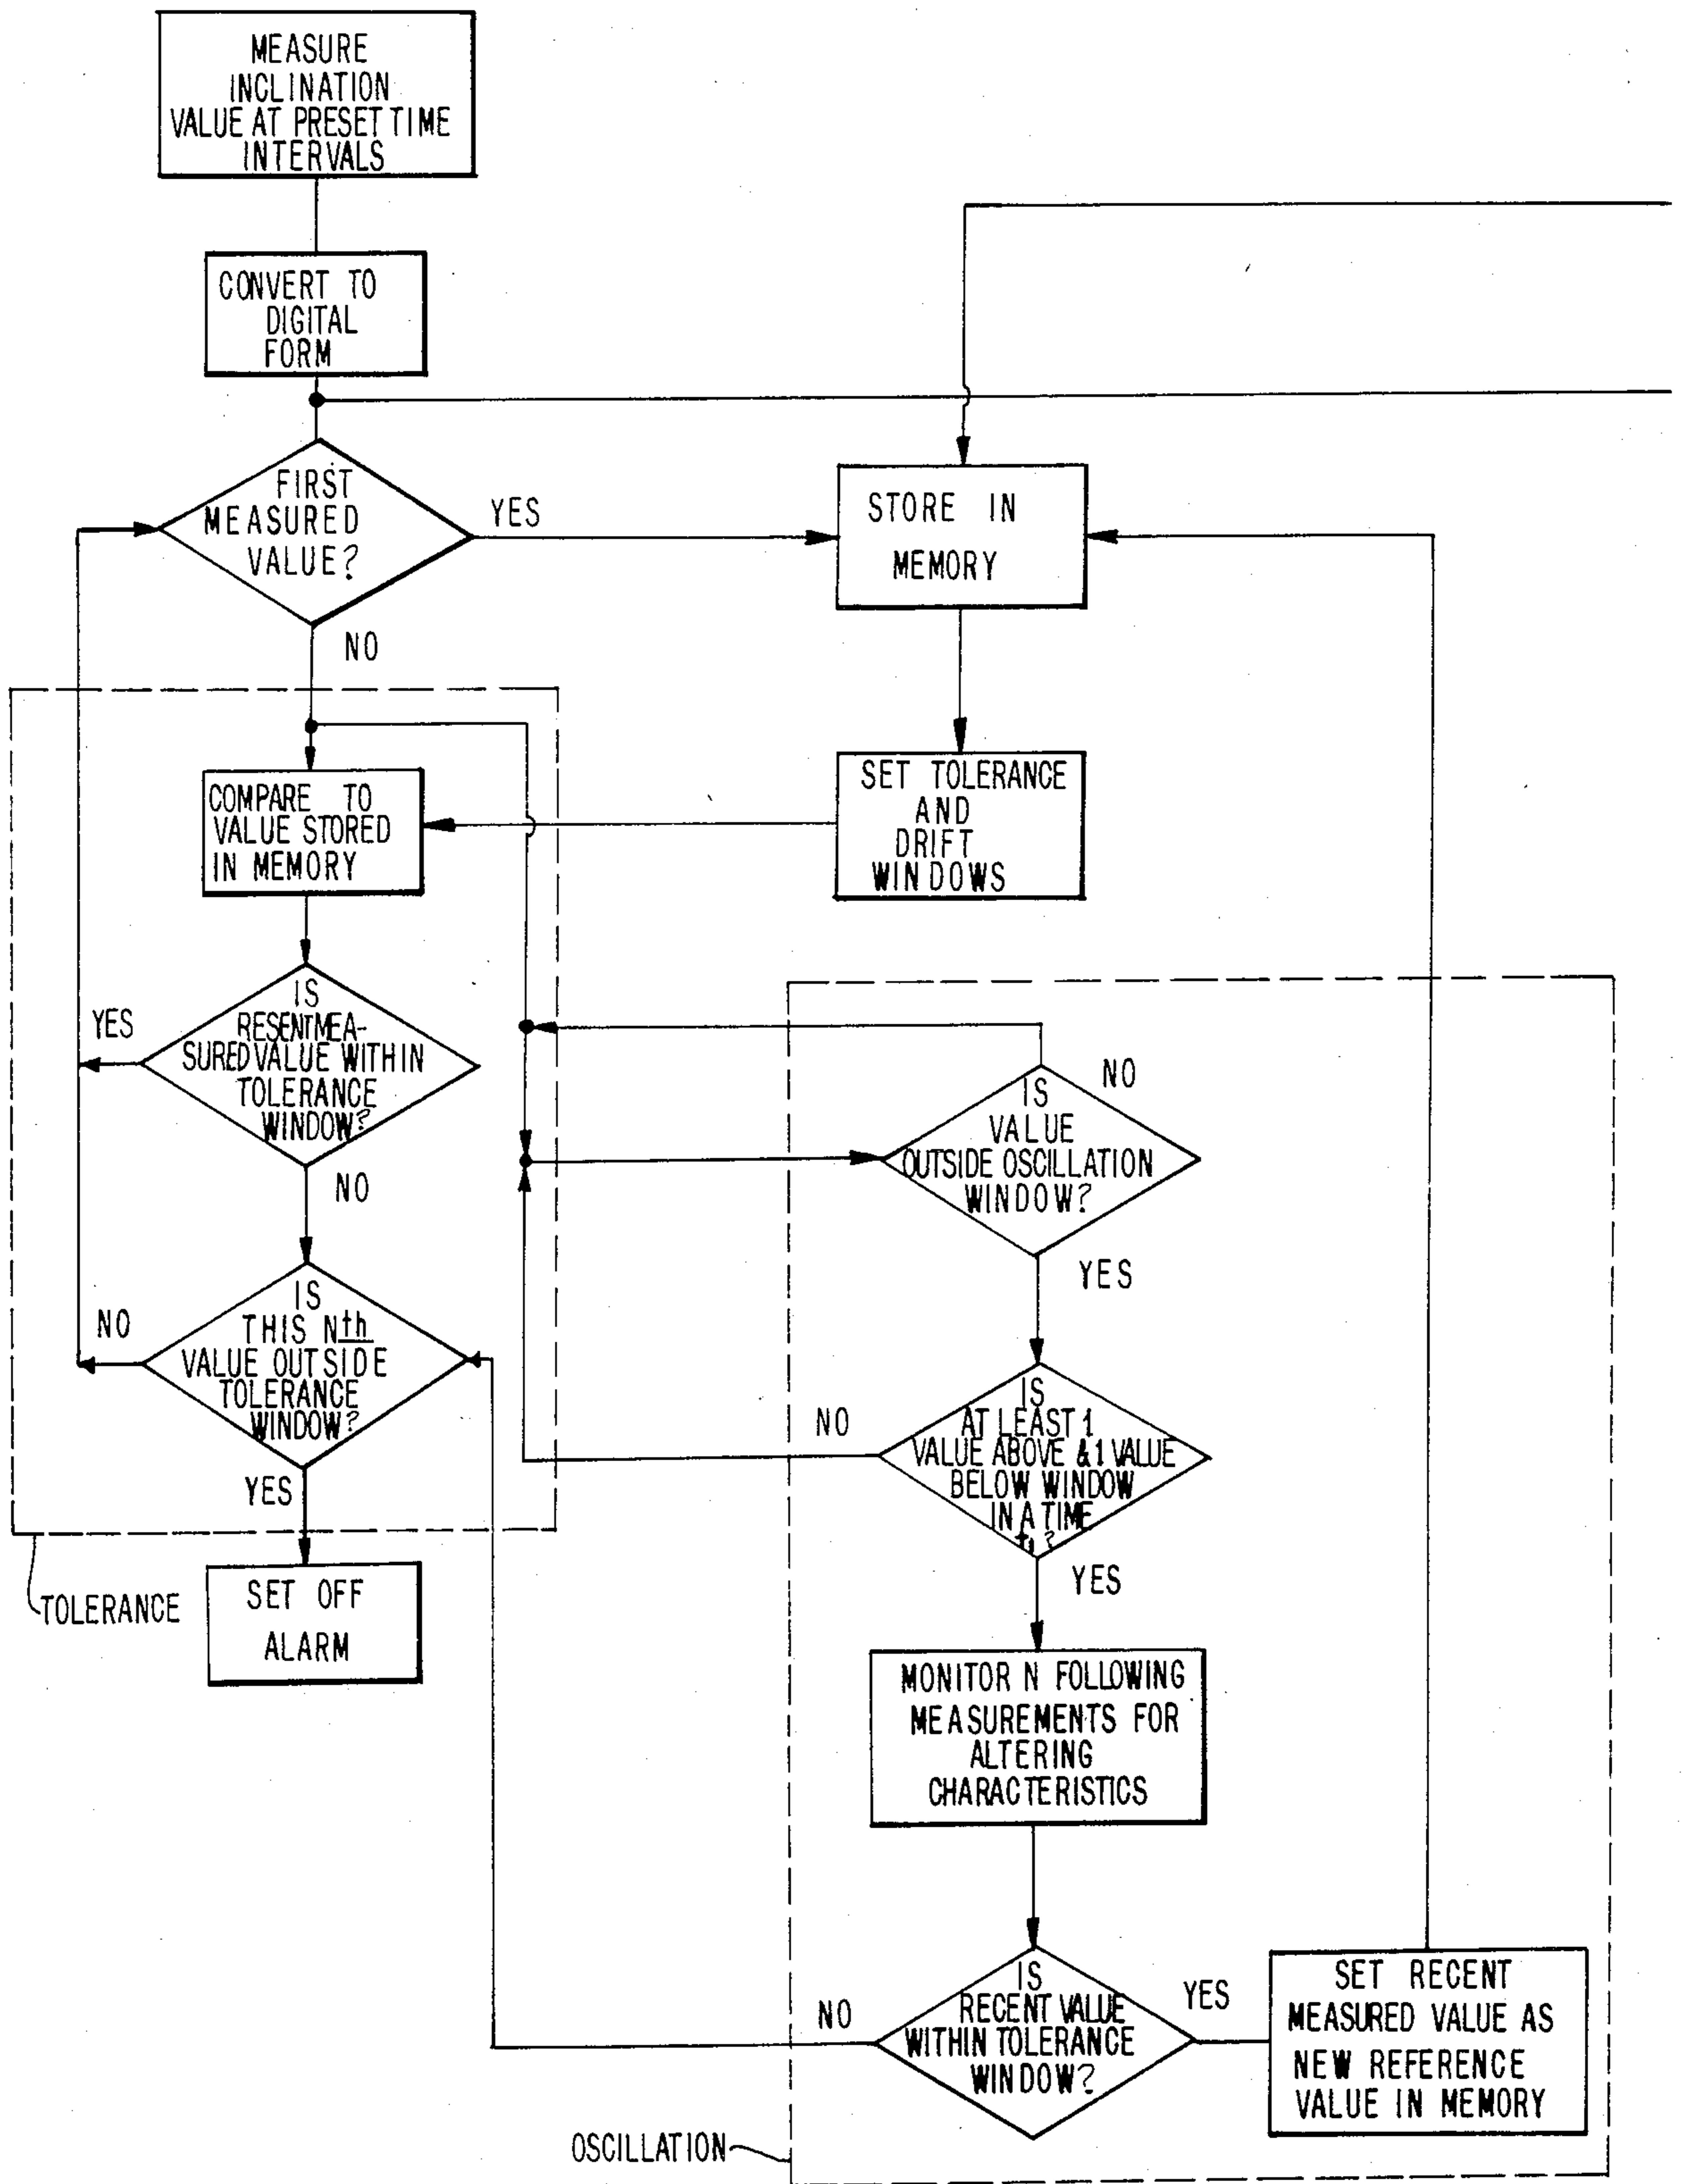 MEASURE
INCLINATION
VALUE AT PRESET TIME
INTERVALS
CONVERT TO
DIGITAL
FORM
FIRST
MEASURED
VALUE?
YES
NO
STORE IN
MEMORY
SET TOLERANCE
AND
DRIFT
WINDOWS
COMPARE TO
VALUE STORED
IN MEMORY
IS
RESENT MEA-
SURED VALUE WITHIN
TOLERANCE
WINDOW?
YES
NO
IS
THIS Nth
VALUE OUTSIDE
TOLERANCE
WINDOW?
NO
YES
SET OFF
ALARM
TOLERANCE
IS
VALUE
OUTSIDE OSCILLATION
WINDOW?
NO
YES
IS
AT LEAST 1
VALUE ABOVE & 1 VALUE
BELOW WINDOW
IN A TIME
t₁?
NO
YES
MONITOR N FOLLOWING
MEASUREMENTS FOR
ALTERING
CHARACTERISTICS
IS
RECENT VALUE
WITHIN TOLERANCE
WINDOW?
NO
YES
SET RECENT
MEASURED VALUE AS
NEW REFERENCE
VALUE IN MEMORY
OSCILLATION